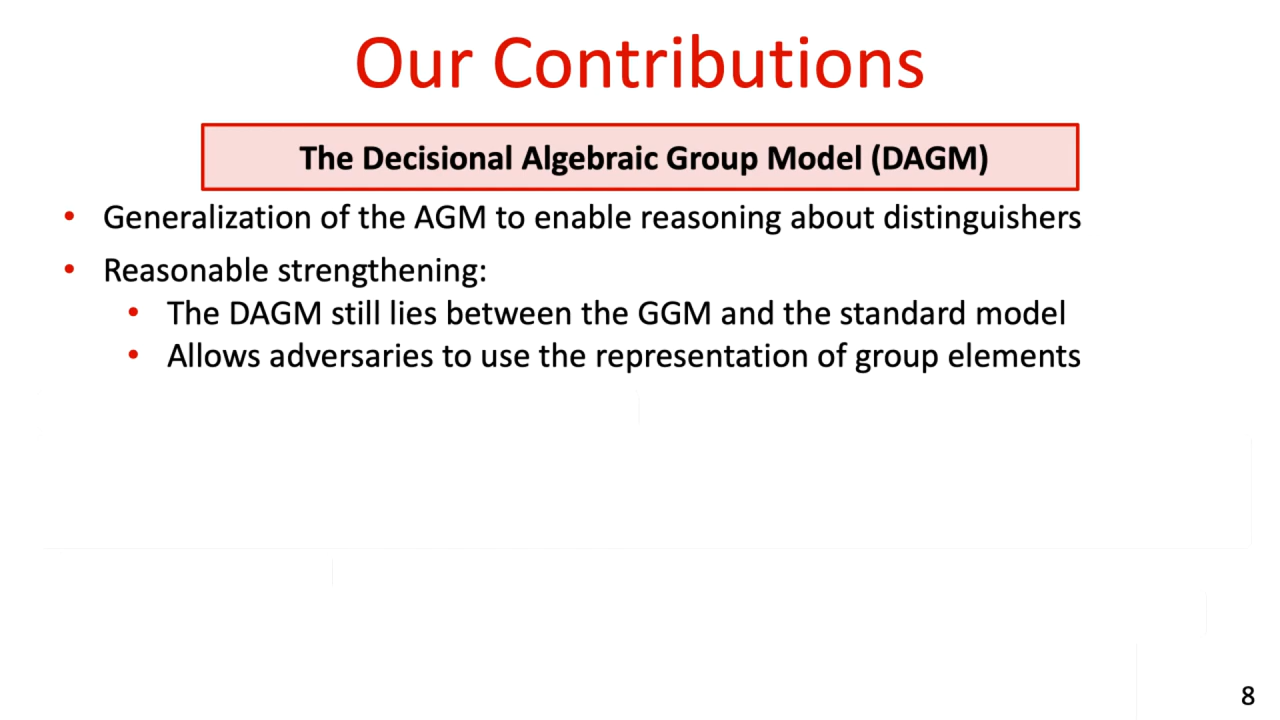 Our Contributions
The Decisional Algebraic Group Model (DAGM)
• Generalization of the AGM to enable reasoning about distinguishers
• Reasonable strengthening:
• The DAGM still lies between the GGM and the standard model
• Allows adversaries to use the representation of group elements
8